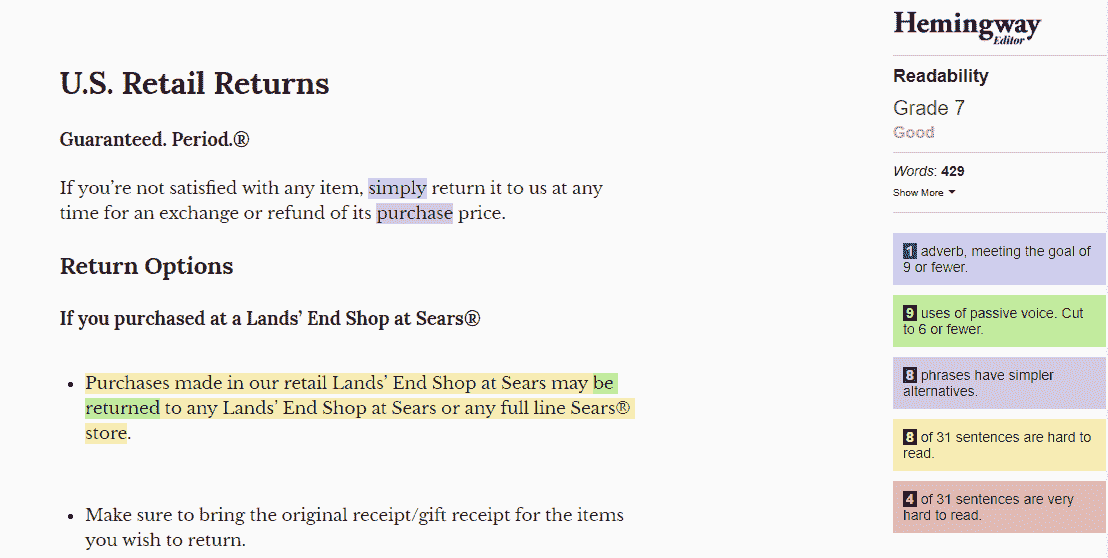 U.S. Retail Returns
Guaranteed. Period.®
If you’re not satisfied with any item, simply return it to us at any
time for an exchange or refund of its purchase price.
Return Options
If you purchased at a Lands’ End Shop at Sears®
• Purchases made in our retail Lands’ End Shop at Sears may be
returned to any Lands’ End Shop at Sears or any full line Sears®
store.
• Make sure to bring the original receipt/gift receipt for the items
you wish to return.
Hemingway
Editor
Readability
Grade 7
Good
Words: 429
Show More
1 adverb, meeting the goal of
9 or fewer.
9 uses of passive voice. Cut
to 6 or fewer.
8 phrases have simpler
alternatives.
8 of 31 sentences are hard to
read.
4 of 31 sentences are very
hard to read.